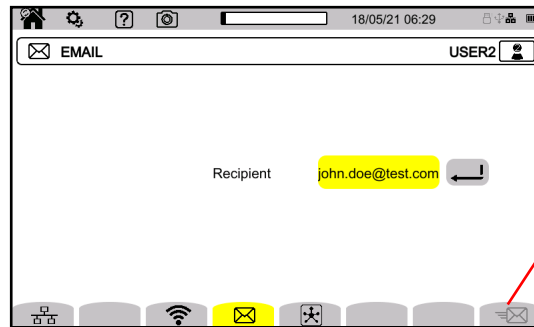 18/05/21 06:29
EMAIL
USER2
Recipient
john.doe@test.com